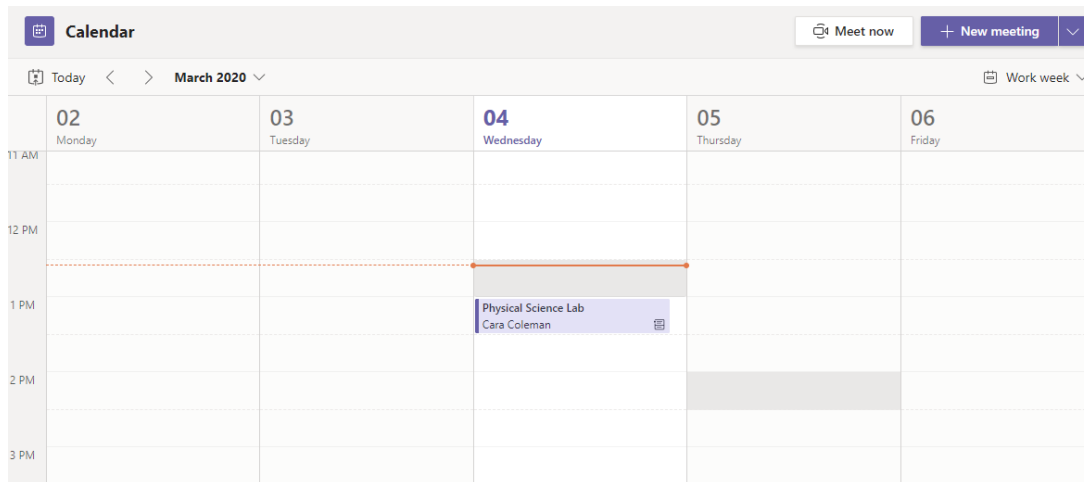 Calendar
Meet now
New meeting
Today
March 2020
Work week
02
Monday
03
Tuesday
04
Wednesday
05
Thursday
06
Friday
11 AM
12 PM
1 PM
Physical Science Lab
Cara Coleman
2 PM
3 PM